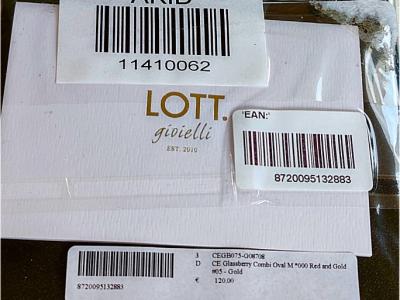 11410062
LOTT.
gioielli
EST. 2010
'EAN:'
8720095132883
3 CEGB075-G08708
D CE Glassberry Combi Oval M *000 Red and Gold
#05 - Gold
€ 120.00
8720095132883